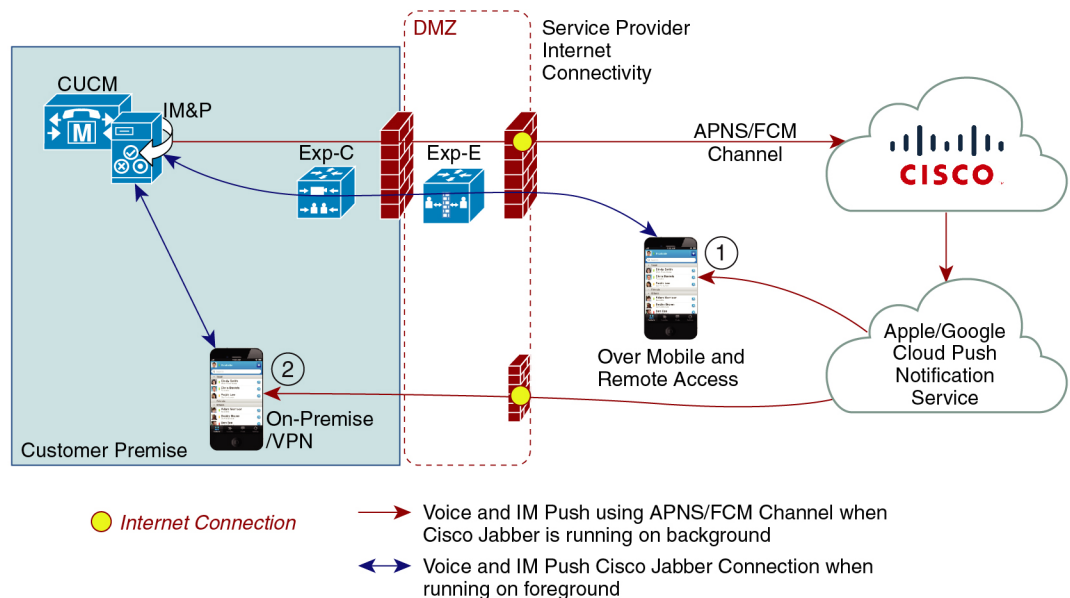 DMZ
Service Provider
Internet
Connectivity
CUCM
IM&P
M
Exp-C
Exp-E
APNS/FCM
Channel
CISCO
1
Over Mobile and
Remote Access
Apple/Google
Cloud Push
Notification
Service
2
On-Premise
/VPN
Customer Premise
Internet Connection
Voice and IM Push using APNS/FCM Channel when
Cisco Jabber is running on background
Voice and IM Push Cisco Jabber Connection when
running on foreground